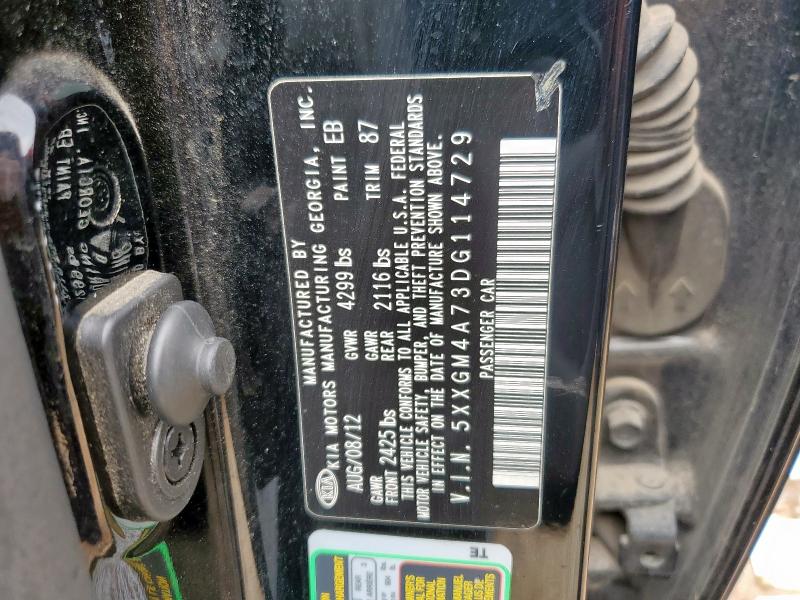 MANUFACTURED BY
KIA KIA MOTORS MANUFACTURING GEORGIA, INC.
AUG/08/12 GVWR 4299 lbs PAINT EB
GAWR FRONT 2425 lbs GAWR REAR 2116 lbs TRIM 87
THIS VEHICLE CONFORMS TO ALL APPLICABLE U.S.A. FEDERAL
MOTOR VEHICLE SAFETY, BUMPER, AND THEFT PREVENTION STANDARDS
IN EFFECT ON THE DATE OF MANUFACTURE SHOWN ABOVE.
V.I.N. 5XXGM4A73DG114729
PASSENGER CAR
TE